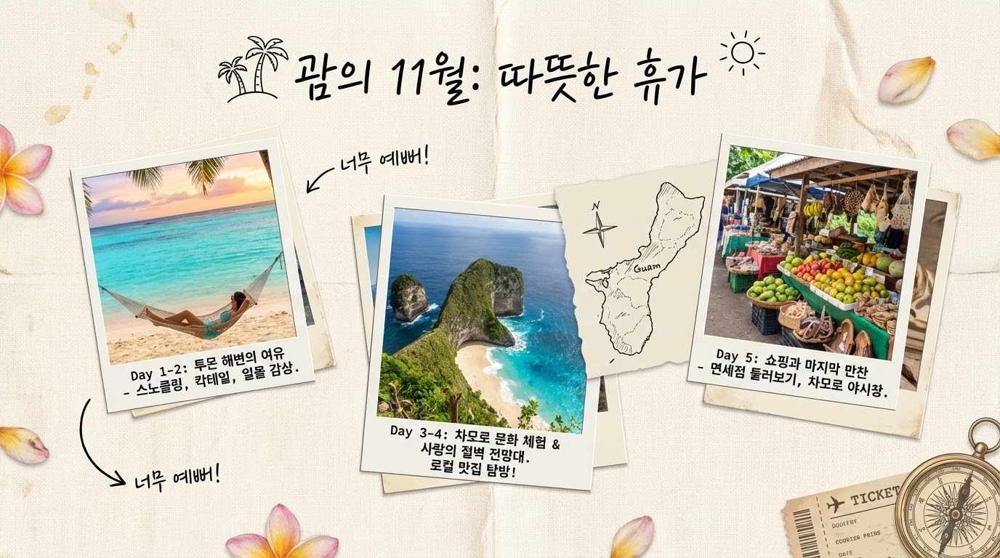 괌의 11월: 따뜻한 휴가
너무 예뻐!
Day 1-2: 투몬 해변의 여유
- 스노클링, 칵테일, 일몰 감상.
너무 예뻐!
Day 3-4: 차모로 문화 체험 &
사랑의 절벽 전망대.
로컬 맛집 탐방!
N
Guam
Day 5: 쇼핑과 마지막 만찬
- 면세점 둘러보기, 차모로 야시장.
TICKET
DATE